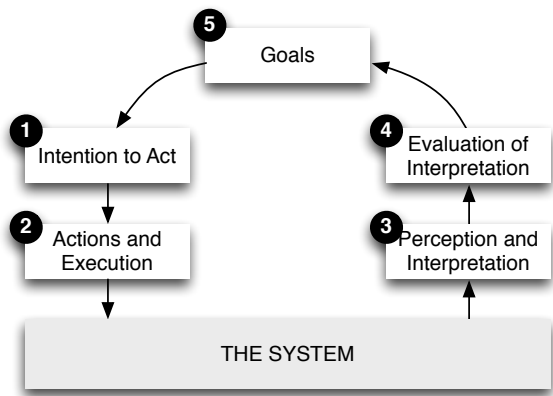 5
Goals
1
Intention to Act
4
Evaluation of
Interpretation
2
Actions and
Execution
3
Perception and
Interpretation
THE SYSTEM